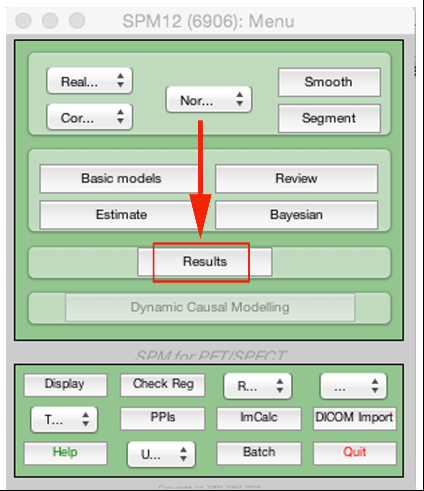 SPM12 (6906): Menu
Real...
Nor...
Smooth
Cor...
Segment
Basic models
Review
Estimate
Bayesian
Results
Dynamic Causal Modelling
SPM for PET/SPECT
Display
Check Reg
R...
...
T...
PPIs
ImCalc
DICOM Import
Help
U...
Batch
Quit